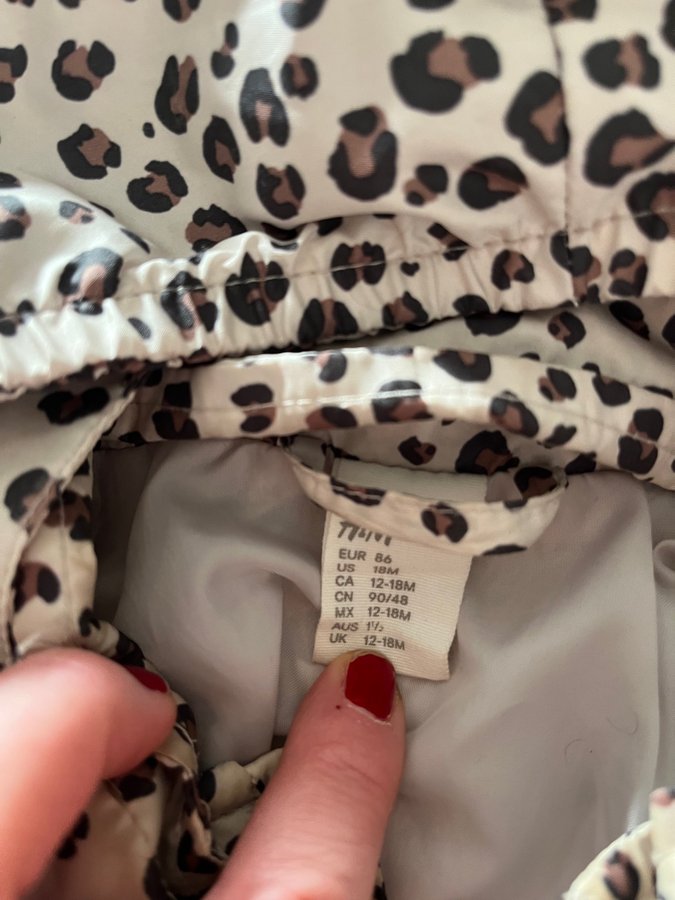 H&M
EUR 86
US 18M
CA 12-18M
CN 90/48
MX 12-18M
AUS 1½
UK 12-18M